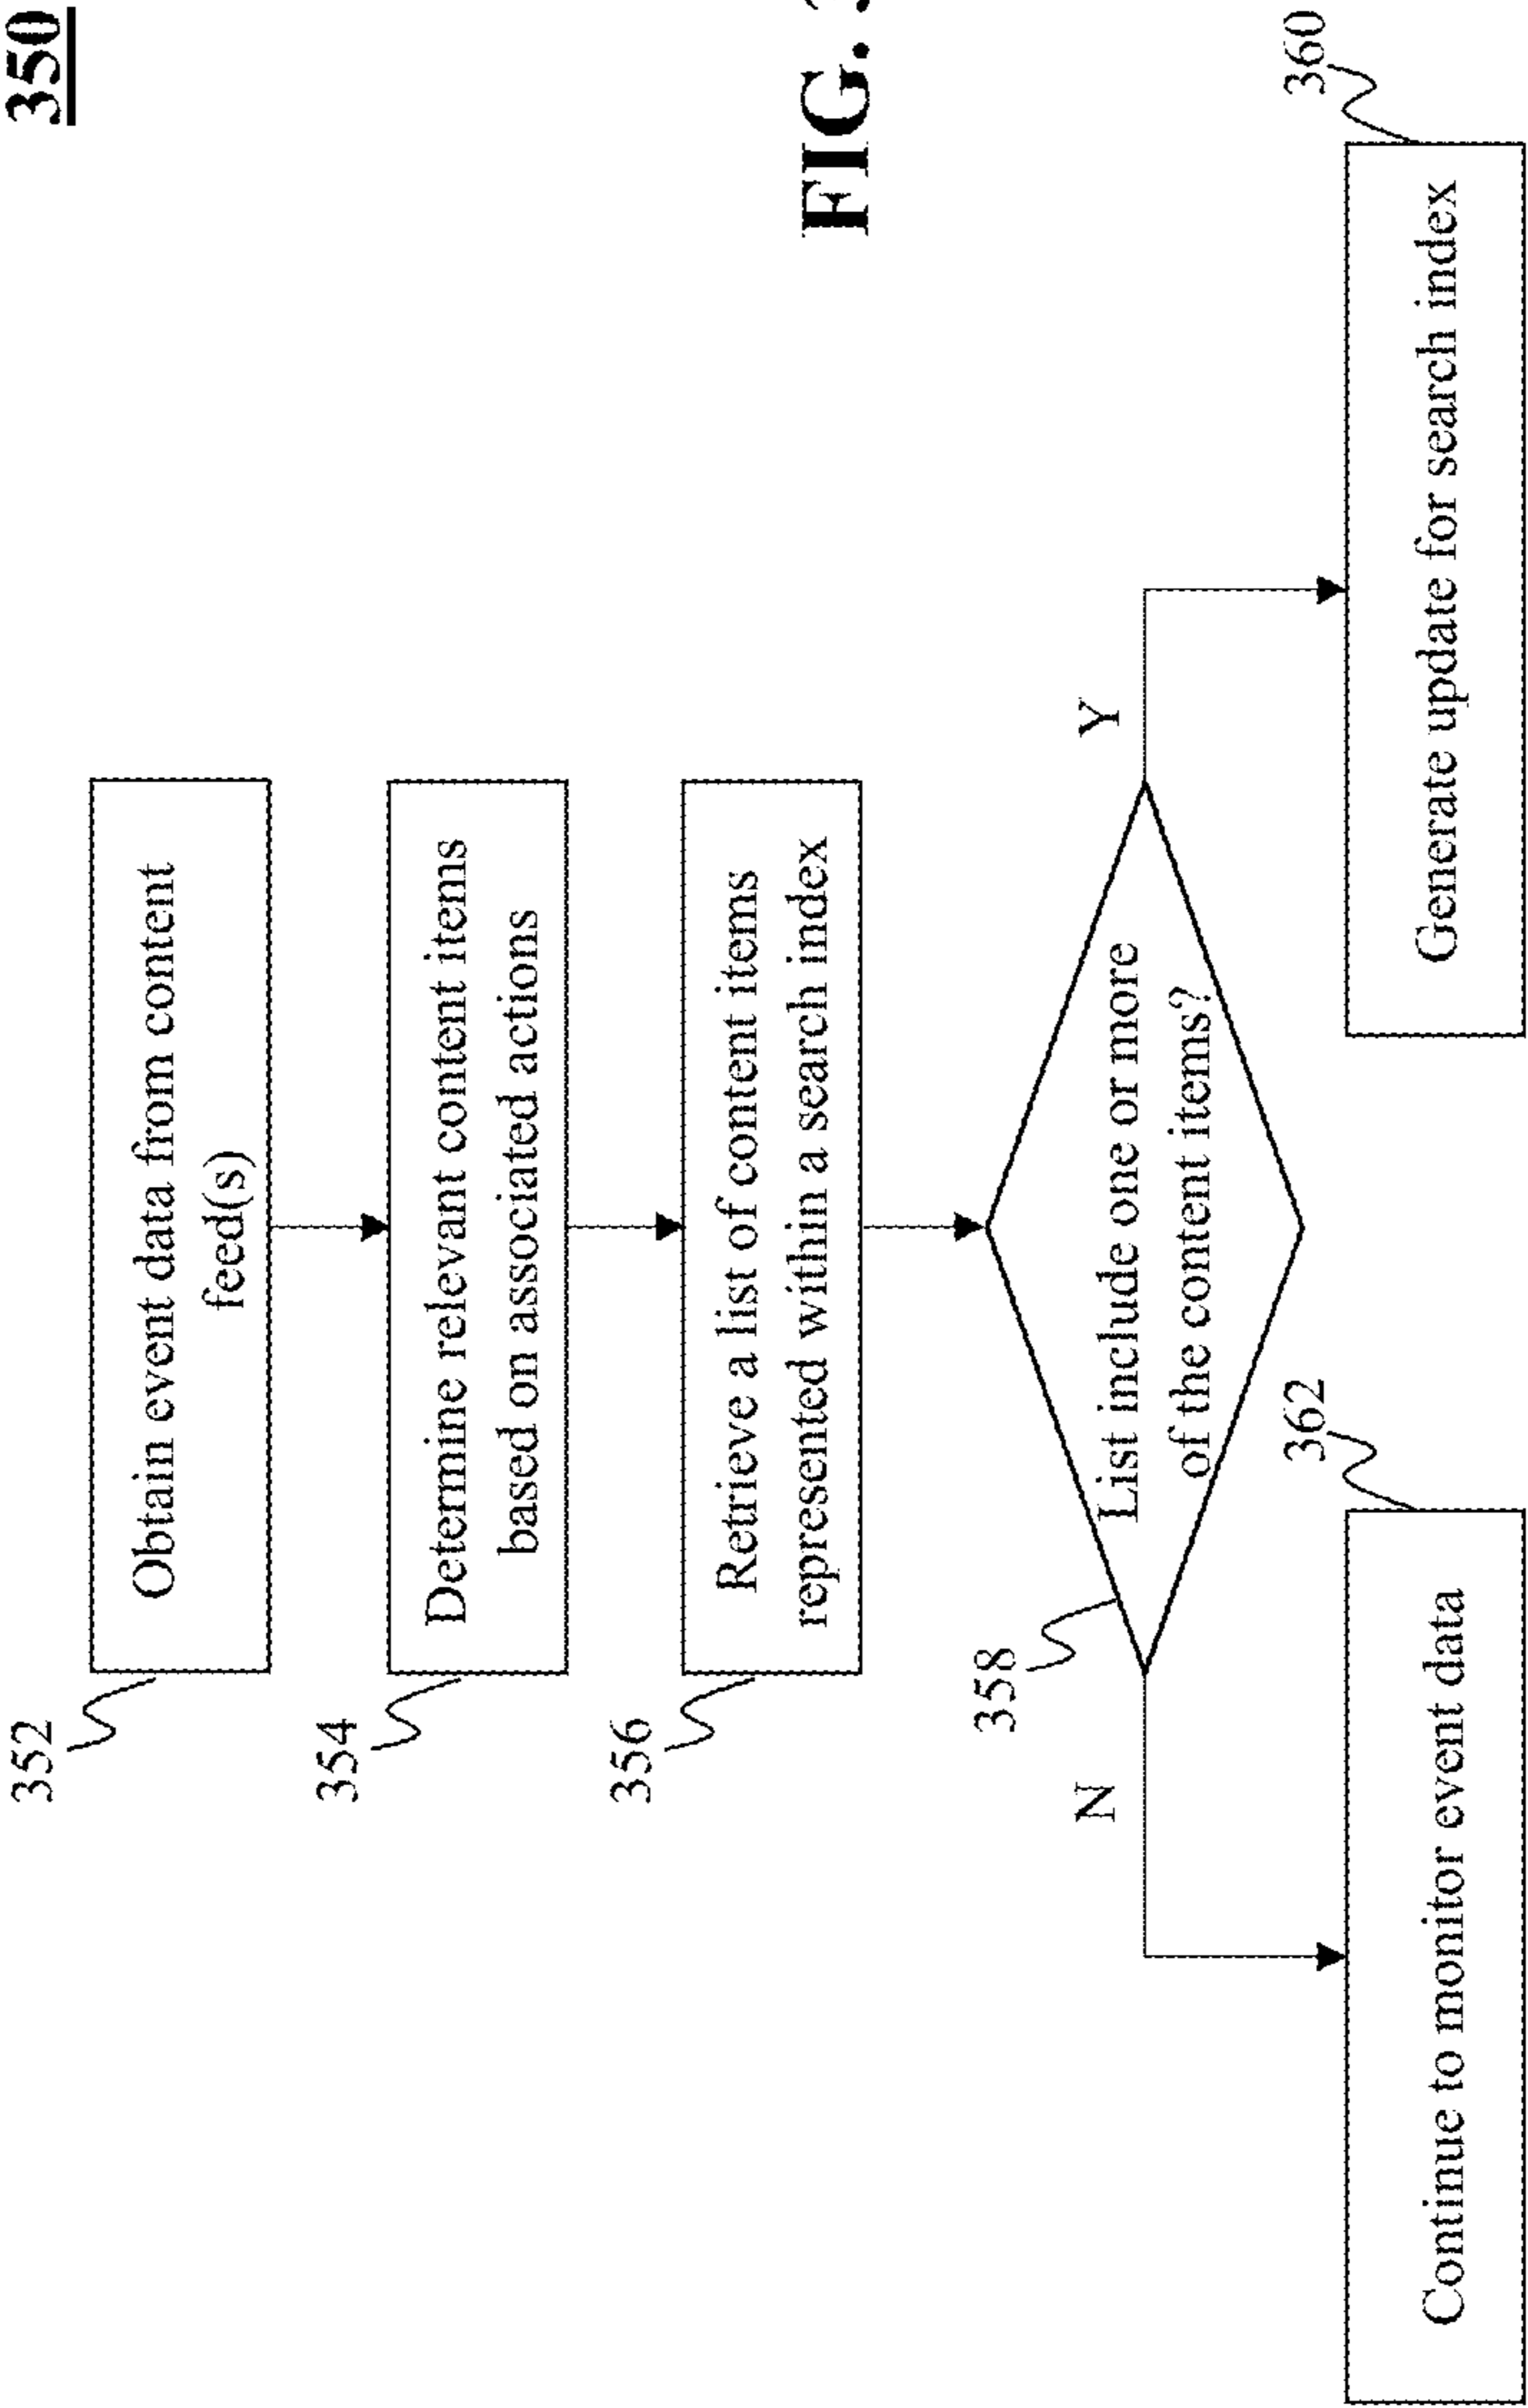 350
352
Obtain event data from content
feed(s)
354
Determine relevant content items
based on associated actions
356
Retrieve a list of content items
represented within a search index
358
List include one or more
of the content items?
N
Y
362
Continue to monitor event data
360
Generate update for search index
FIG.